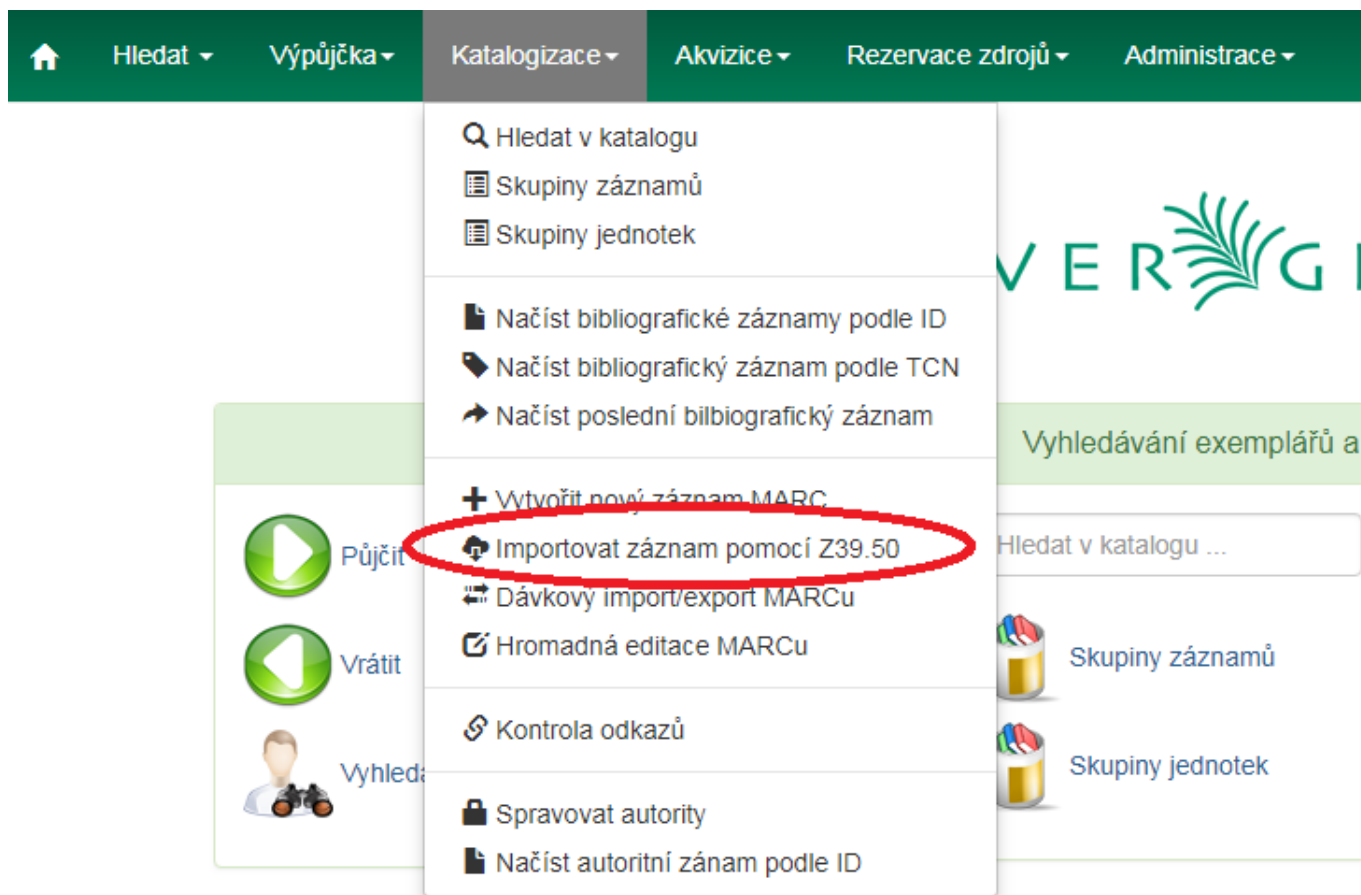 Hledat Výpůjčka Katalogizace Akvizice Rezervace zdrojů Administrace
Hledat v katalogu
Skupiny záznamů
Skupiny jednotek
Načíst bibliografické záznamy podle ID
Načíst bibliografický záznam podle TCN
Načíst poslední bilbiografický záznam
Vytvořit nový záznam MARC
Importovat záznam pomocí Z39.50
Dávkový import/export MARCu
Hromadná editace MARCu
Kontrola odkazů
Spravovat autority
Načíst autoritní zánam podle ID
VERG
Půjčit
Vrátit
Vyhledá
Vyhledávání exemplářů a
Hledat v katalogu ...
Skupiny záznamů
Skupiny jednotek